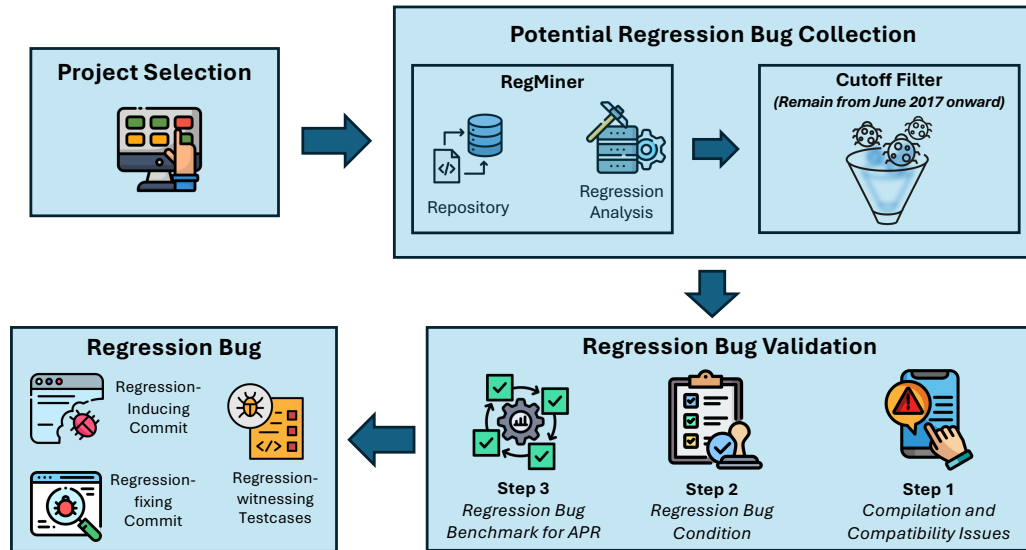 Project Selection
Potential Regression Bug Collection
RegMiner
Repository
Regression
Analysis
Cutoff Filter
(Remain from June 2017 onward)
Regression Bug Validation
Step 3
Regression Bug
Benchmark for APR
Step 2
Regression Bug
Condition
Step 1
Compilation and
Compatibility Issues
Regression Bug
Regression-
Inducing
Commit
Regression-
fixing
Commit
Regression-
witnessing
Testcases